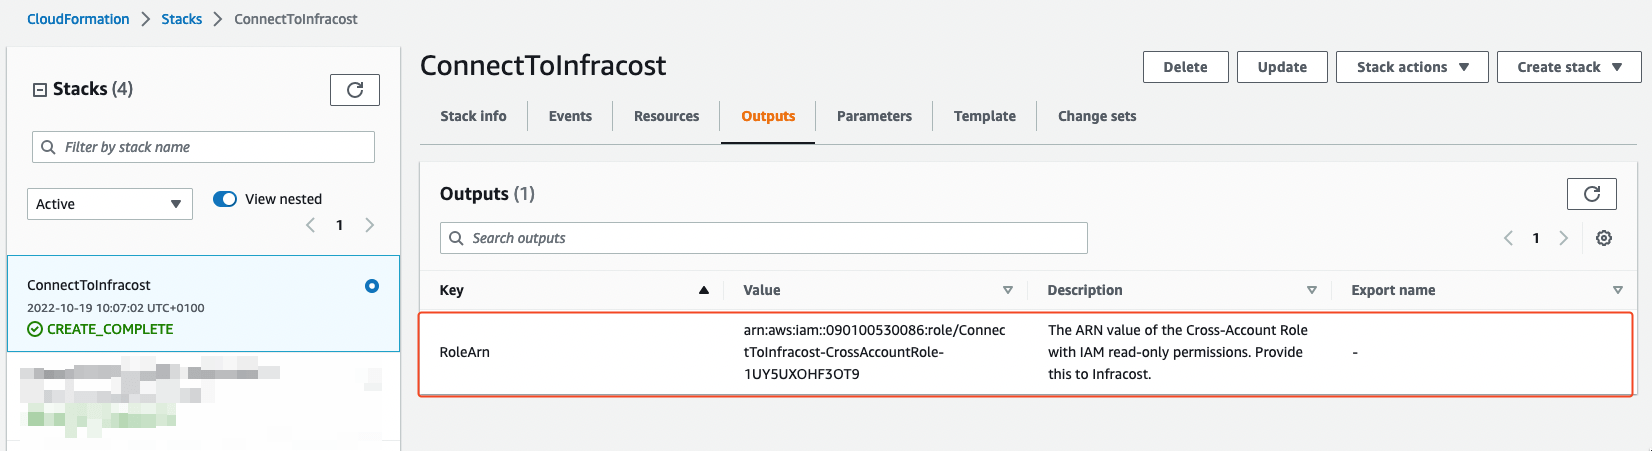 CloudFormation > Stacks > ConnectToInfracost
Stacks (4)
Filter by stack name
Active
View nested
1
ConnectToInfracost
2022-10-19 10:07:02 UTC+0100
CREATE_COMPLETE
ConnectToInfracost
Delete
Update
Stack actions
Create stack
Stack info
Events
Resources
Outputs
Parameters
Template
Change sets
Outputs (1)
Search outputs
1
Key
Value
Description
Export name
RoleArn
arn:aws:iam::090100530086:role/Connec
tToInfracost-CrossAccountRole-
1UY5UXOHF3OT9
The ARN value of the Cross-Account Role
with IAM read-only permissions. Provide
this to Infracost.
-